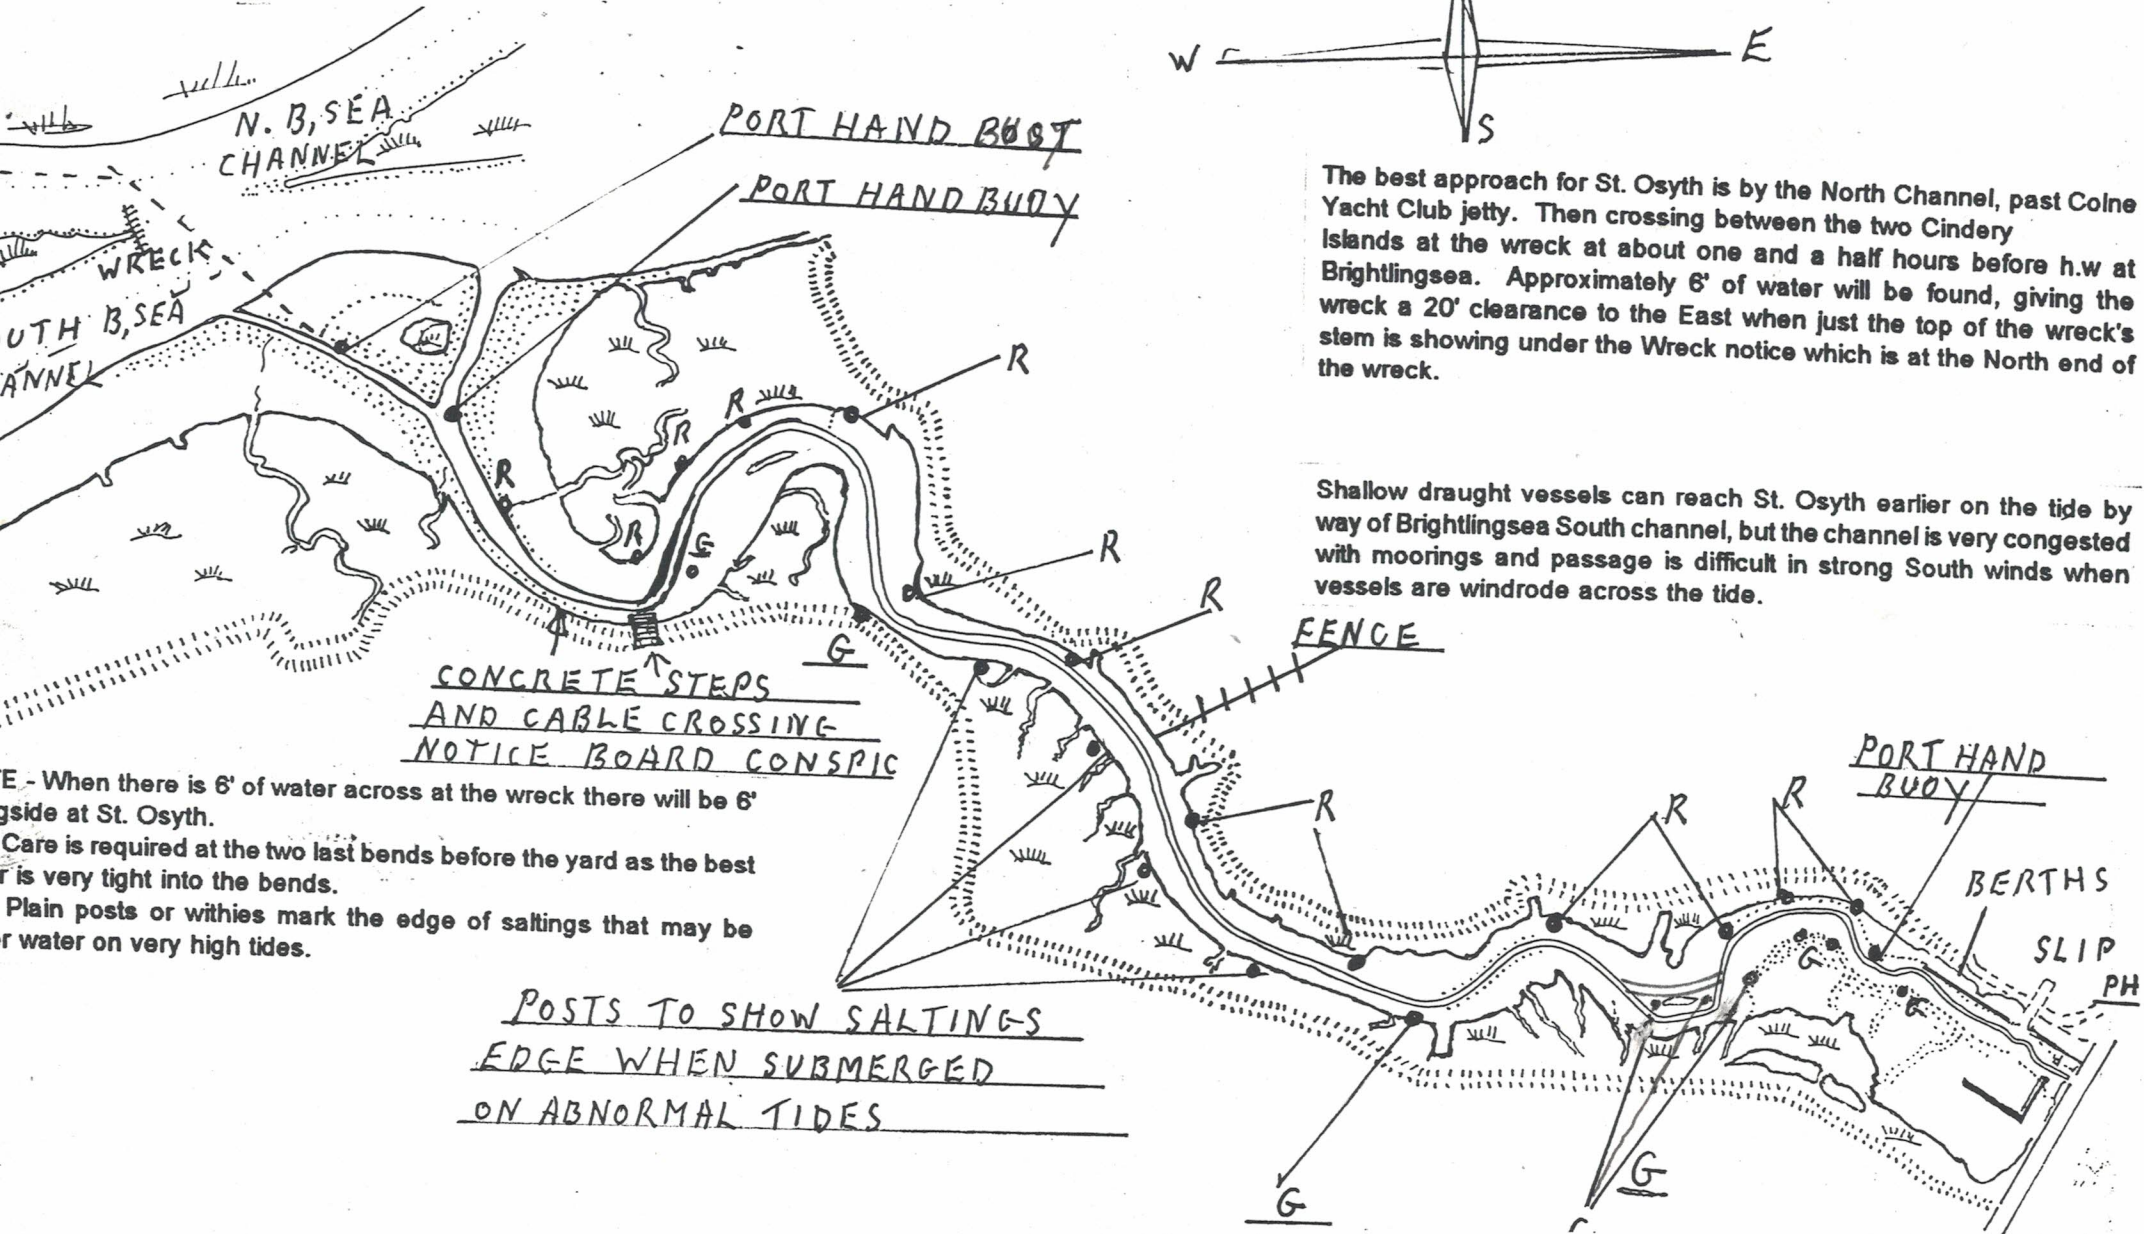 W
E
S
N. B,SEA
CHANNEL
PORT HAND
PORT HAND BUOY
WRECK
UTH B,SEA
ANNEL
The best approach for St. Osyth is by the North Channel, past Colne
Yacht Club jetty. Then crossing between the two Cindery
Islands at the wreck at about one and a half hours before h.w at
Brightlingsea. Approximately 6' of water will be found, giving the
wreck a 20' clearance to the East when just the top of the wreck's
stem is showing under the Wreck notice which is at the North end of
the wreck.
R
R
R
R
R
G
R
R
G
Shallow draught vessels can reach St. Osyth earlier on the tide by
way of Brightlingsea South channel, but the channel is very congested
with moorings and passage is difficult in strong South winds when
vessels are windrode across the tide.
FENCE
CONCRETE STEPS
AND CABLE CROSSING
NOTICE BOARD CONSPIC
E - When there is 6' of water across at the wreck there will be 6'
gside at St. Osyth.
Care is required at the two last bends before the yard as the best
r is very tight into the bends.
Plain posts or withies mark the edge of saltings that may be
r water on very high tides.
R
R
R
PORT HAND
BUOY
BERTHS
SLIP
PH
G
G
POSTS TO SHOW SALTINGS
EDGE WHEN SUBMERGED
ON ABNORMAL TIDES
G
G